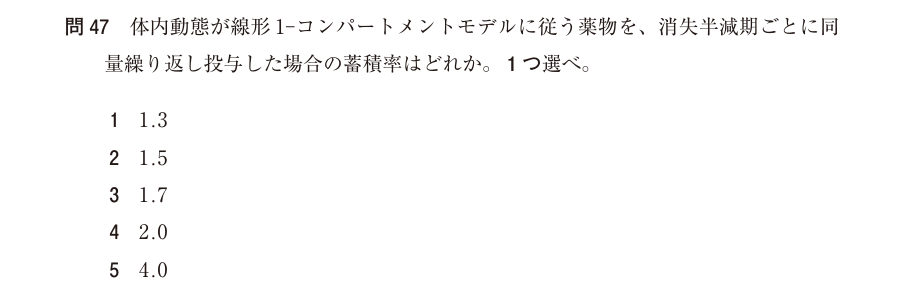 問 47　体内動態が線形 1-コンパートメントモデルに従う薬物を、消失半減期ごとに同
量繰り返し投与した場合の蓄積率はどれか。1つ選べ。
1　1.3
2　1.5
3　1.7
4　2.0
5　4.0